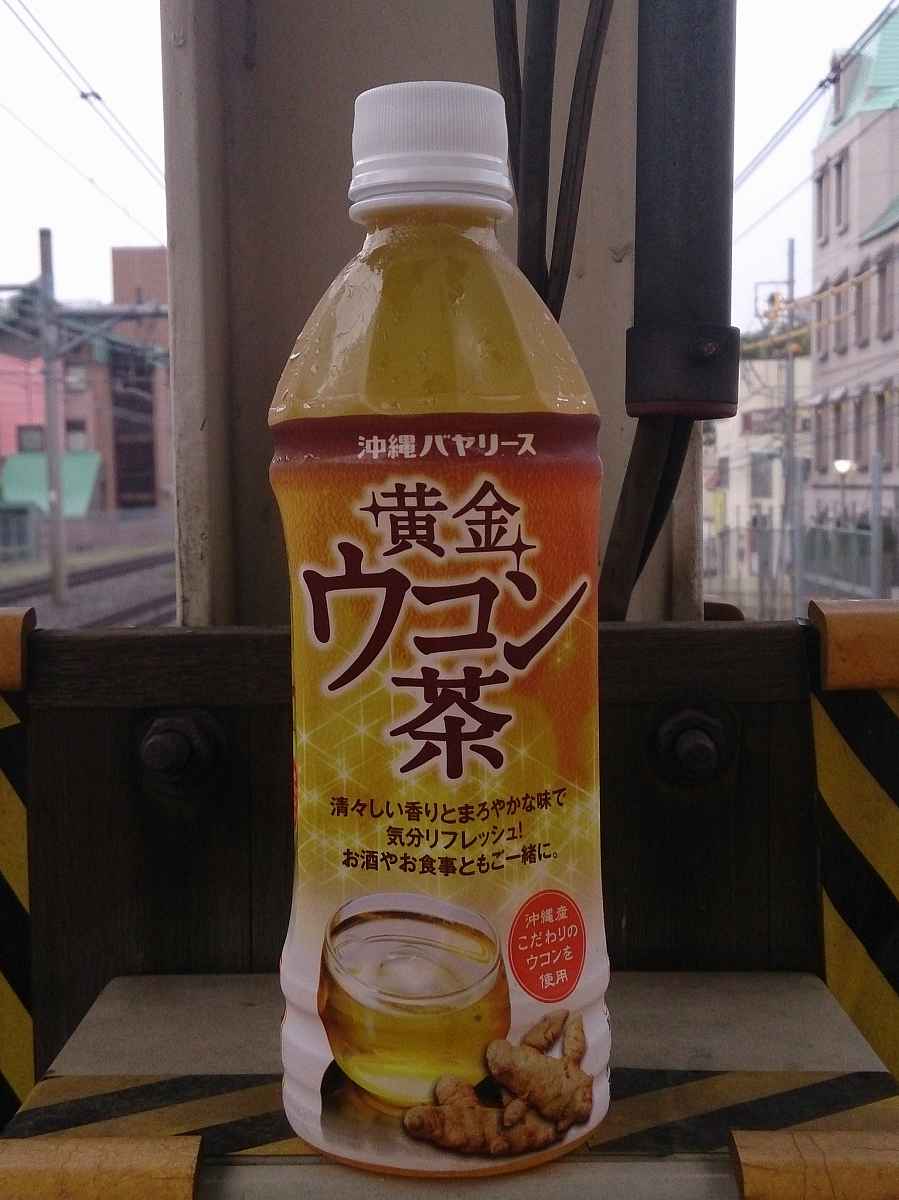 沖縄バヤリース
黄金
ウコン
茶
清々しい香りとまろやかな味で
気分リフレッシュ!
お酒やお食事ともご一緒に。
沖縄産
こだわりの
ウコンを
使用